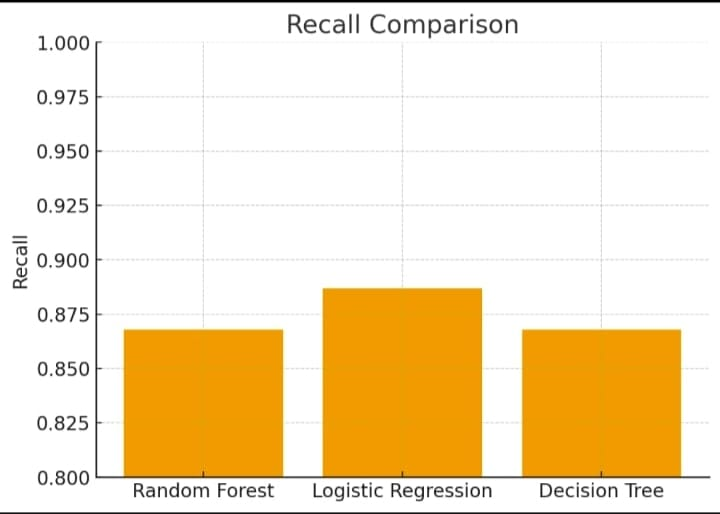 Recall Comparison
Recall
1.000
0.975
0.950
0.925
0.900
0.875
0.850
0.825
0.800
Random Forest
Logistic Regression
Decision Tree